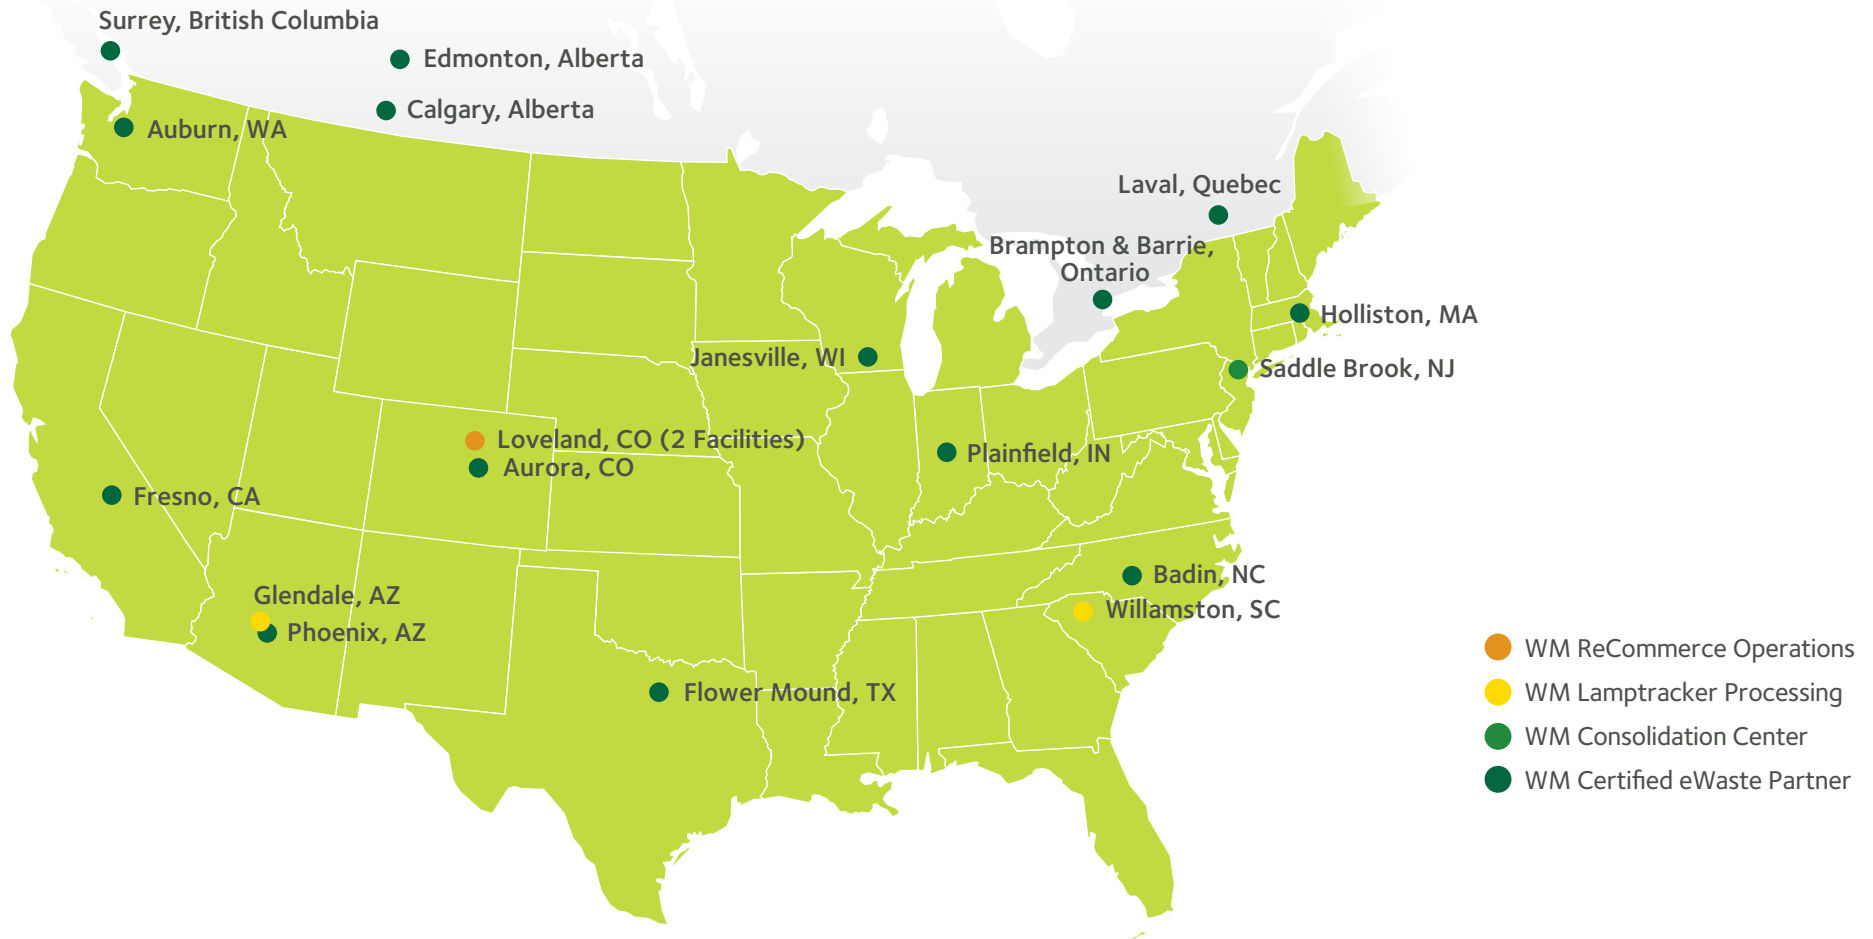 Surrey, British Columbia
Edmonton, Alberta
Calgary, Alberta
Auburn, WA
Laval, Quebec
Brampton & Barrie,
Ontario
Holliston, MA
Janesville, WI
Saddle Brook, NJ
Loveland, CO (2 Facilities)
Aurora, CO
Plainfield, IN
Fresno, CA
Badin, NC
Glendale, AZ
Willamston, SC
Phoenix, AZ
Flower Mound, TX
WM ReCommerce Operations
WM Lamptracker Processing
WM Consolidation Center
WM Certified eWaste Partner